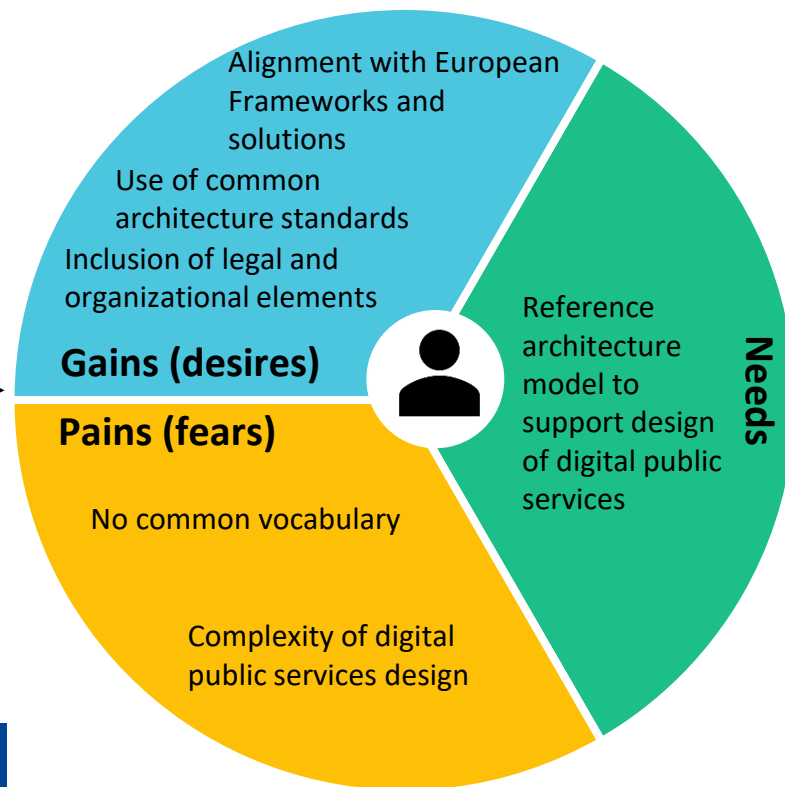 Alignment with European
Frameworks and
solutions
Use of common
architecture standards
Inclusion of legal and
organizational elements
Gains (desires)
Pains (fears)
No common vocabulary
Complexity of digital
public services design
Reference
architecture
model to
support design
of digital public
services
Needs